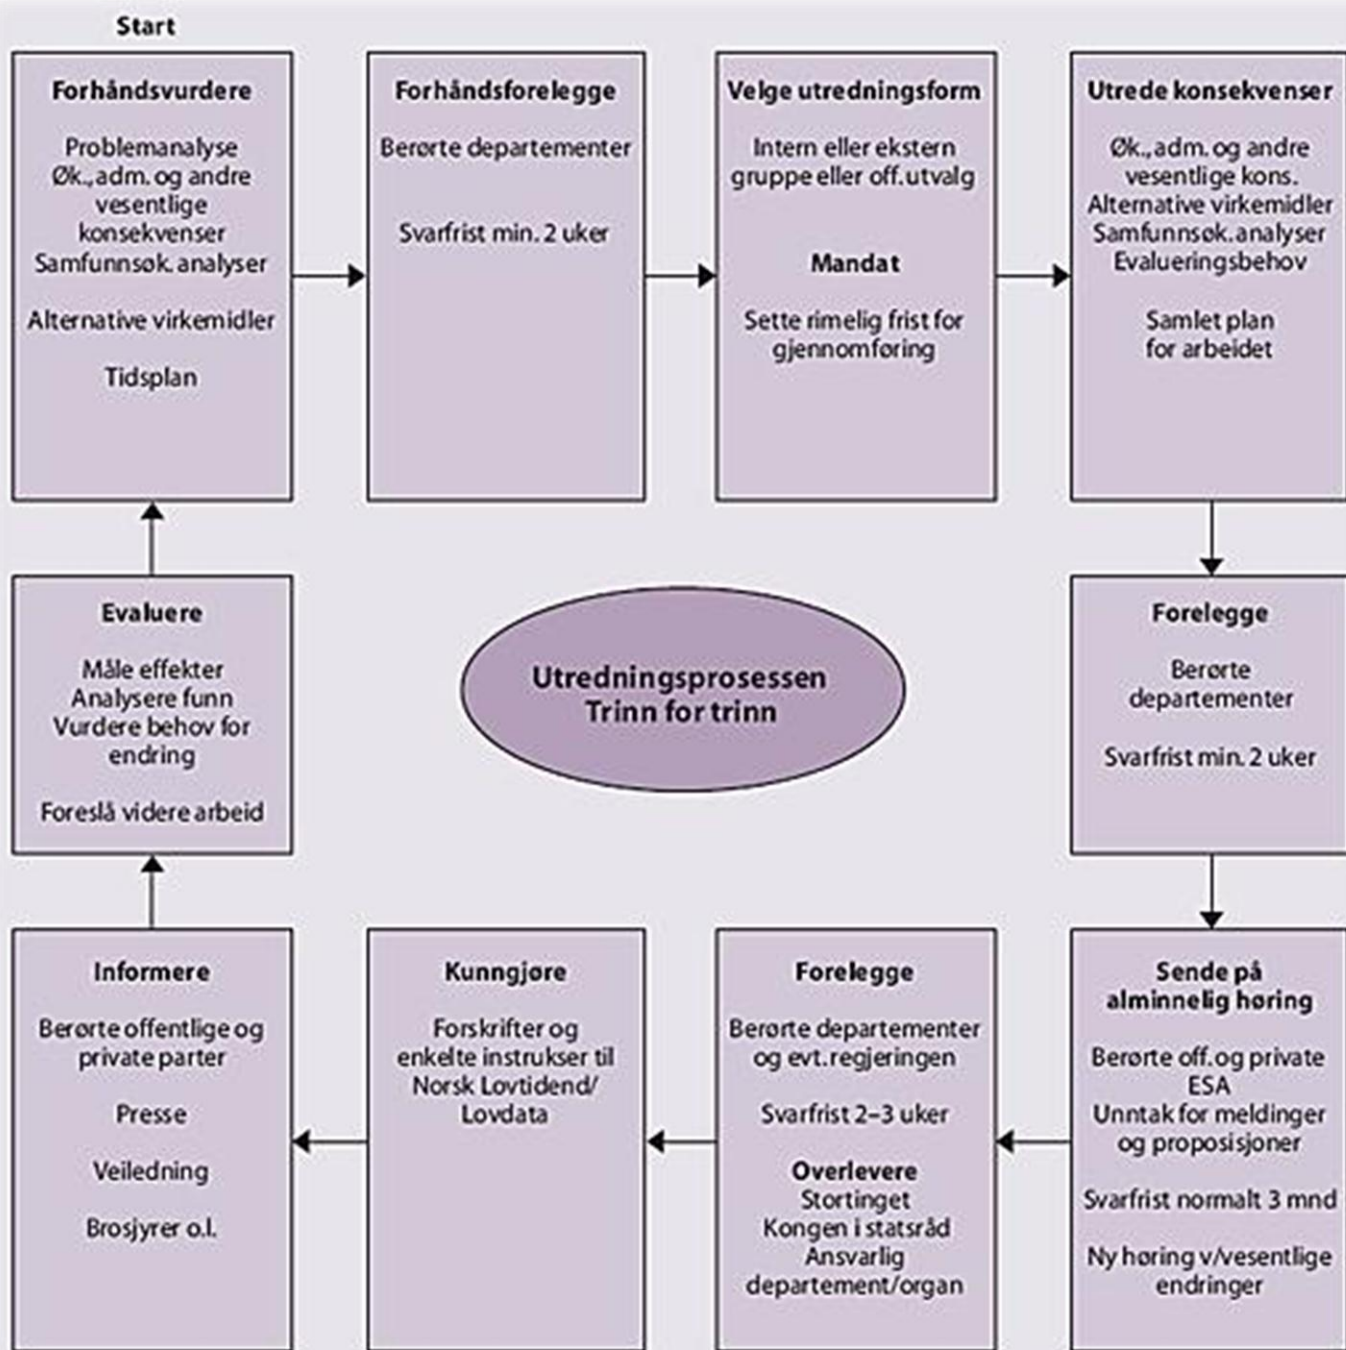 Start
Forhåndsvurdere
Problemanalyse
Øk., adm. og andre
vesentlige
konsekvenser
Samfunnsøk. analyser
Alternative virkemidler
Tidsplan
Forhåndsforelegge
Berørte departementer
Svarfrist min. 2 uker
Velge utredningsform
Intern eller ekstern
gruppe eller off. utvalg
Mandat
Sette rimelig frist for
gjennomføring
Utrede konsekvenser
Øk., adm. og andre
vesentlige kons.
Alternative virkemidler
Samfunnsøk. analyser
Evalueringsbehov
Samlet plan
for arbeidet
Forelegge
Berørte
departementer
Svarfrist min. 2 uker
Sende på
alminnelig høring
Berørte off. og private
ESA
Unntak for meldinger
og proposisjoner
Svarfrist normalt 3 mnd
Ny høring v/vesentlige
endringer
Forelegge
Berørte departementer
og evt. regjeringen
Svarfrist 2–3 uker
Overlevere
Stortinget
Kongen i statsråd
Ansvarlig
departement/organ
Kunngjøre
Forskrifter og
enkelte instrukser til
Norsk Lovtidend/
Lovdata
Informere
Berørte offentlige og
private parter
Presse
Veiledning
Brosjyrer o.l.
Evaluere
Måle effekter
Analysere funn
Vurdere behov for
endring
Foreslå videre arbeid
Utredningsprosessen
Trinn for trinn